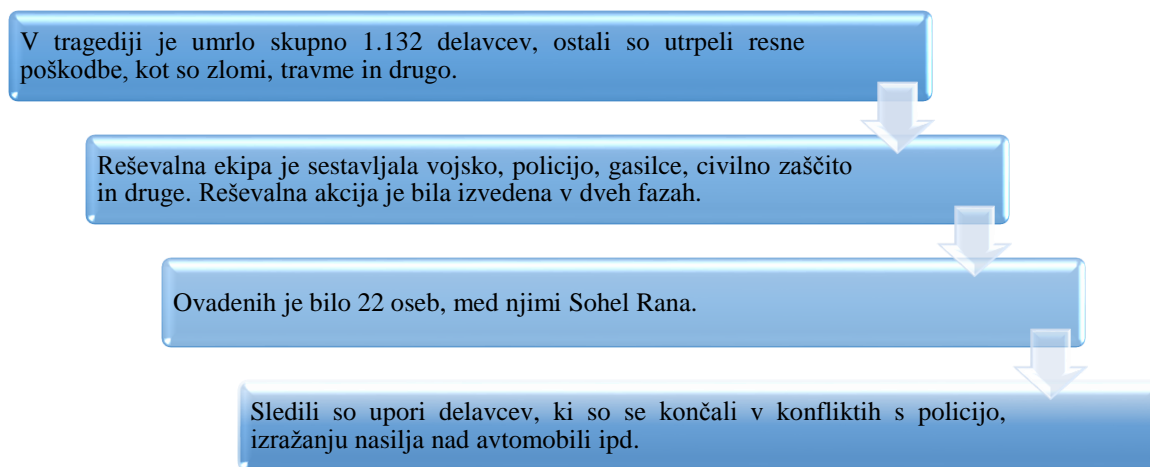 V tragediji je umrlo skupno 1.132 delavcev, ostali so utrpeli resne
poškodbe, kot so zlomi, travme in drugo.
Reševalna ekipa je sestavljala vojsko, policijo, gasilce, civilno zaščito
in druge. Reševalna akcija je bila izvedena v dveh fazah.
Ovadenih je bilo 22 oseb, med njimi Sohel Rana.
Sledili so upori delavcev, ki so se končali v konfliktih s policijo,
izražanju nasilja nad avtomobili ipd.